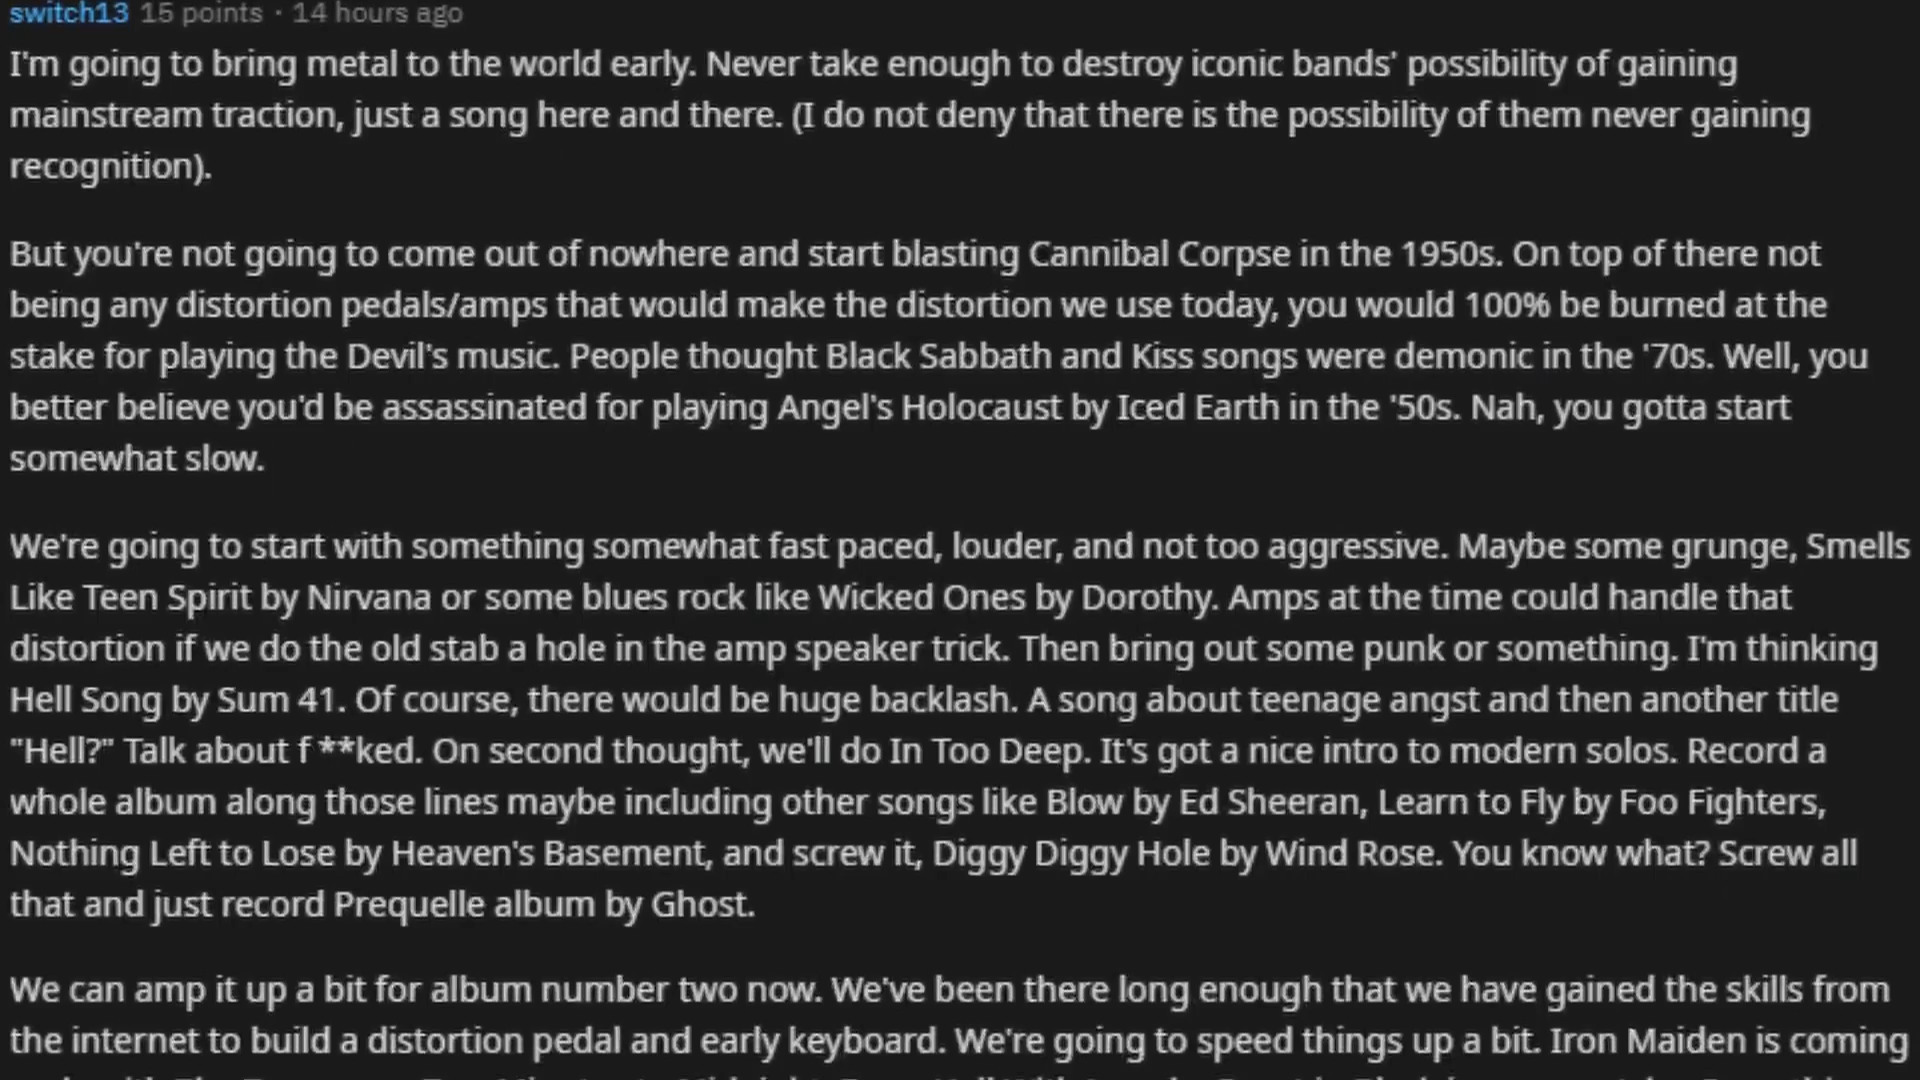 switch13 15 points · 14 hours ago
I'm going to bring metal to the world early. Never take enough to destroy iconic bands' possibility of gaining
mainstream traction, just a song here and there. (I do not deny that there is the possibility of them never gaining
recognition).
But you're not going to come out of nowhere and start blasting Cannibal Corpse in the 1950s. On top of there not
being any distortion pedals/amps that would make the distortion we use today, you would 100% be burned at the
stake for playing the Devil's music. People thought Black Sabbath and Kiss songs were demonic in the '70s. Well, you
better believe you'd be assassinated for playing Angel's Holocaust by Iced Earth in the '50s. Nah, you gotta start
somewhat slow.
We're going to start with something somewhat fast paced, louder, and not too aggressive. Maybe some grunge, Smells
Like Teen Spirit by Nirvana or some blues rock like Wicked Ones by Dorothy. Amps at the time could handle that
distortion if we do the old stab a hole in the amp speaker trick. Then bring out some punk or something. I'm thinking
Hell Song by Sum 41. Of course, there would be huge backlash. A song about teenage angst and then another title
"Hell?" Talk about f **ked. On second thought, we'll do In Too Deep. It's got a nice intro to modern solos. Record a
whole album along those lines maybe including other songs like Blow by Ed Sheeran, Learn to Fly by Foo Fighters,
Nothing Left to Lose by Heaven's Basement, and screw it, Diggy Diggy Hole by Wind Rose. You know what? Screw all
that and just record Prequelle album by Ghost.
We can amp it up a bit for album number two now. We've been there long enough that we have gained the skills from
the internet to build a distortion pedal and early keyboard. We're going to speed things up a bit. Iron Maiden is coming